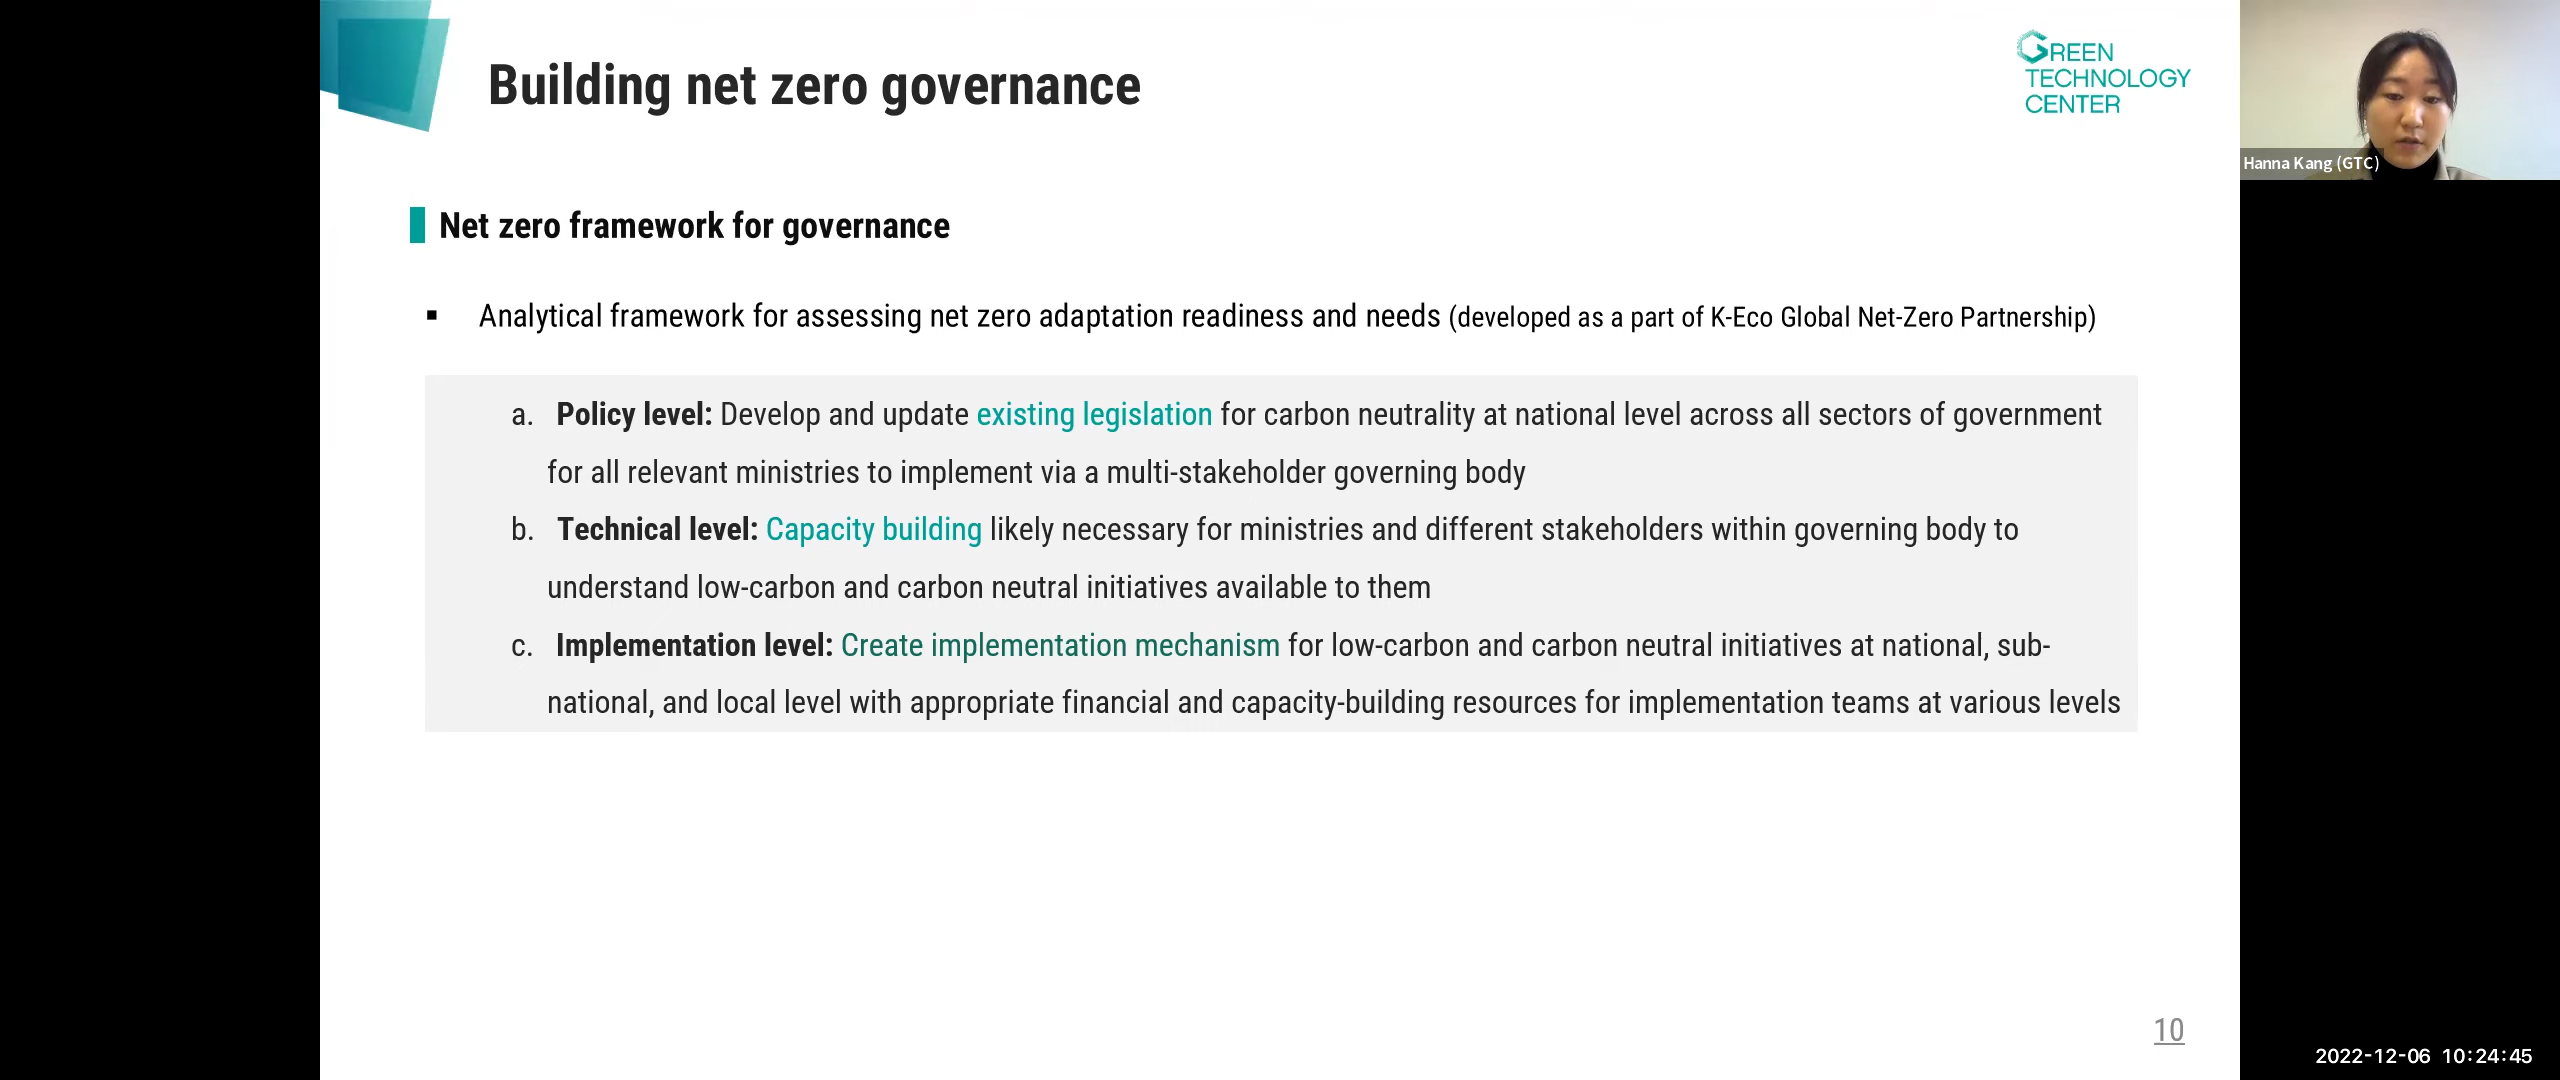 Building net zero governance
GREEN
TECHNOLOGY
CENTER
Hanna Kang (GTC)
Net zero framework for governance
▪ Analytical framework for assessing net zero adaptation readiness and needs (developed as a part of K-Eco Global Net-Zero Partnership)
a. Policy level: Develop and update existing legislation for carbon neutrality at national level across all sectors of government
for all relevant ministries to implement via a multi-stakeholder governing body
b. Technical level: Capacity building likely necessary for ministries and different stakeholders within governing body to
understand low-carbon and carbon neutral initiatives available to them
c. Implementation level: Create implementation mechanism for low-carbon and carbon neutral initiatives at national, sub-
national, and local level with appropriate financial and capacity-building resources for implementation teams at various levels
10
2022-12-06 10:24:45